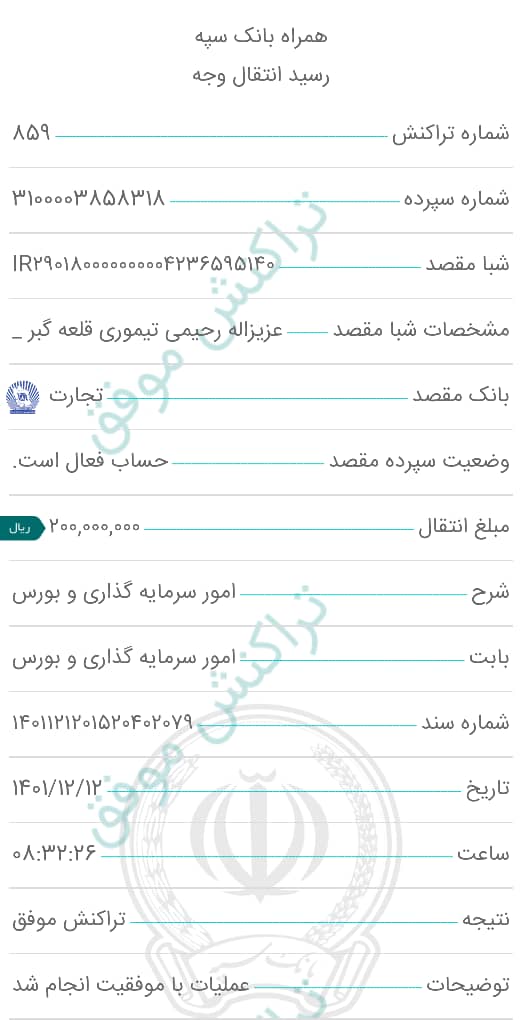 همراه بانک سپه
رسید انتقال وجه
شماره تراکنش ۸۵۹
شماره سپرده ۳۱۰۰۰۰۳۸۵۸۳۱۸
شبا مقصد IR۲۹۰۱۸۰۰۰۰۰۰۰۰۰۰۴۲۳۶۵۹۵۱۴۰
مشخصات شبا مقصد عزیزاله رحیمی تیموری قلعه گبر _
بانک مقصد تجارت
وضعیت سپرده مقصد حساب فعال است.
مبلغ انتقال ۲۰۰,۰۰۰,۰۰۰ ریال
شرح امور سرمایه گذاری و بورس
بابت امور سرمایه گذاری و بورس
شماره سند ۱۴۰۱۱۲۱۲۰۱۵۲۰۴۰۲۰۷۹
تاریخ ۱۴۰۱/۱۲/۱۲
ساعت ۰۸:۳۲:۲۶
نتیجه تراکنش موفق
توضیحات عملیات با موفقیت انجام شد
تراکنش موفق
تراکنش موفق
بانک سپه